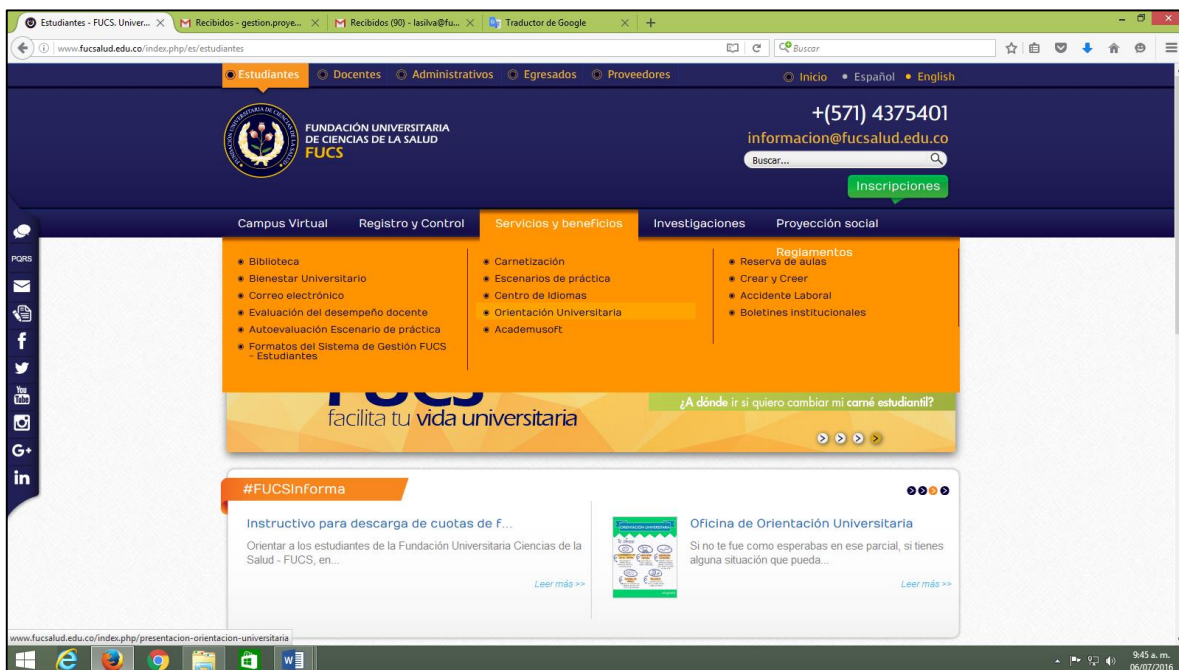 Estudiantes - FUCS. Univer...
Recibidos - gestion.proye...
Recibidos (90) - lasilva@fu...
Traductor de Google
www.fucsalud.edu.co/index.php/es/estudiantes
Buscar
Estudiantes Docentes Administrativos Egresados Proveedores
Inicio Español English
FUNDACIÓN UNIVERSITARIA
DE CIENCIAS DE LA SALUD
FUCS
+(571) 4375401
informacion@fucsalud.edu.co
Buscar...
Inscripciones
Campus Virtual Registro y Control Servicios y beneficios Investigaciones Proyección social
Reglamentos
Biblioteca
Bienestar Universitario
Correo electrónico
Evaluación del desempeño docente
Autoevaluación Escenario de práctica
Formatos del Sistema de Gestión FUCS
- Estudiantes
Carnetización
Escenarios de práctica
Centro de Idiomas
Orientación Universitaria
Academusoft
Reserva de aulas
Crear y Creer
Accidente Laboral
Boletines institucionales
PQRS
You
Tube
G+
in
FUCS
facilita tu vida universitaria
¿A dónde ir si quiero cambiar mi carné estudiantil?
#FUCSInforma
Instructivo para descarga de cuotas de f...
Orientar a los estudiantes de la Fundación Universitaria Ciencias de la
Salud - FUCS, en...
Leer más >>
Oficina de Orientación Universitaria
Si no te fue como esperabas en ese parcial, si tienes
alguna situación que pueda...
Leer más >>
www.fucsalud.edu.co/index.php/presentacion-orientacion-universitaria
9:45 a. m.
06/07/2016